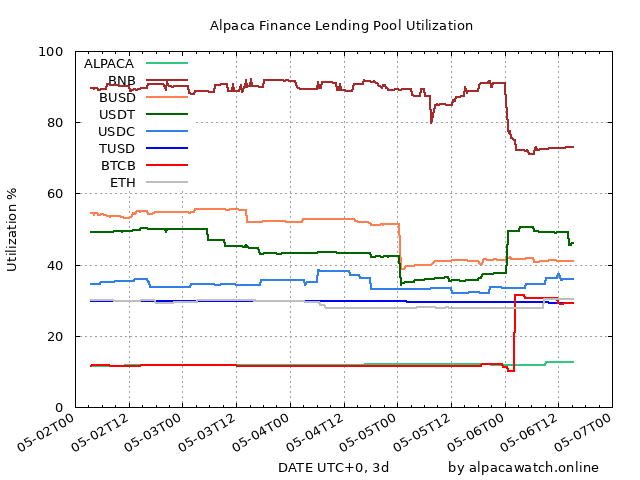 Alpaca Finance Lending Pool Utilization
100
80
60
40
20
0
Utilization %
ALPACA
BNB
BUSD
USDT
USDC
TUSD
BTCB
ETH
05-02T00
05-02T12
05-03T00
05-03T12
05-04T00
05-04T12
05-05T00
05-05T12
05-06T00
05-06T12
05-07T00
DATE UTC+0, 3d
by alpacawatch.online